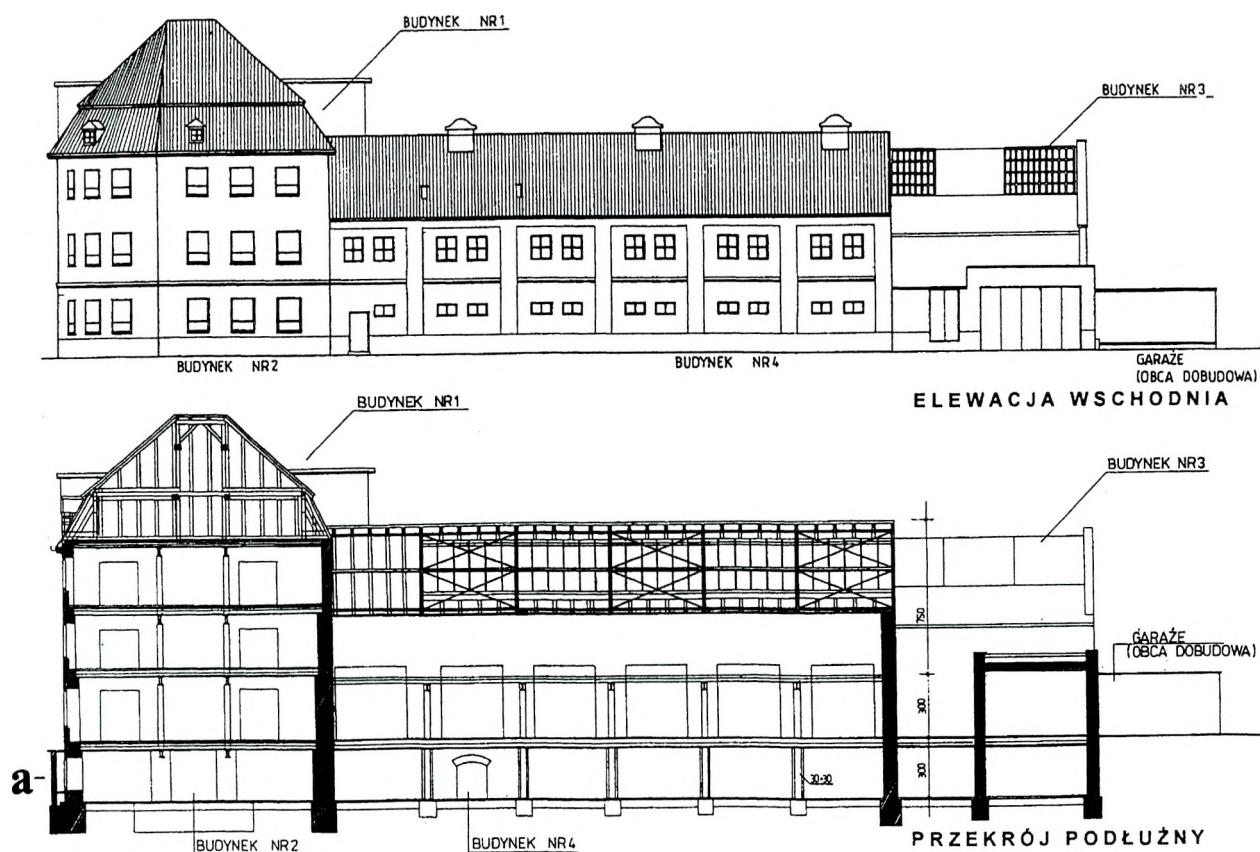 BUDYNEK NR1
BUDYNEK NR3
BUDYNEK NR2
BUDYNEK NR4
GARAŻE
(OBCA DOBUDOWA)
ELEWACJA WSCHODNIA
BUDYNEK NR1
BUDYNEK NR3
750
GARAŻE
(OBCA DOBUDOWA)
300
a-
30×30
300
BUDYNEK NR2
BUDYNEK NR4
PRZEKRÓJ PODŁUŻNY